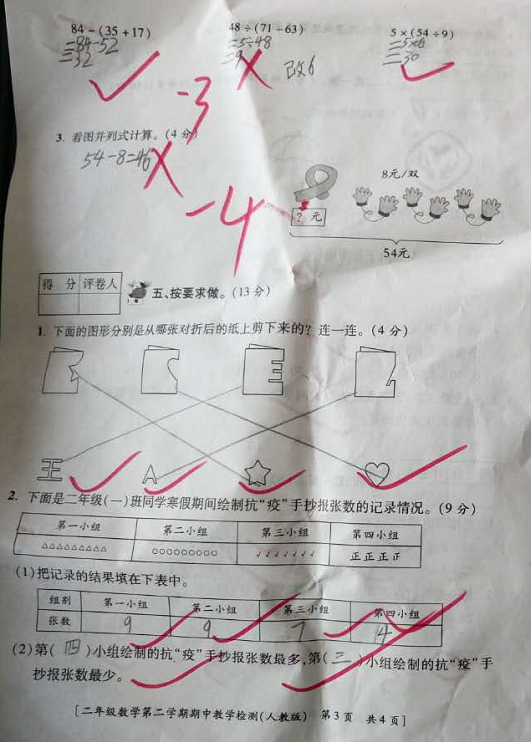 84-(35+17) 48÷(71-63) 5×(54÷9)
=84-52 =5÷48 =5×6
=32 =9 改6 =30
-3
3. 看图并列式计算。(4分)
54-8=46
-4
8元/双
? 元
54元
得 分 评卷人
五、按要求做。(13分)
1. 下面的图形分别是从哪张对折后的纸上剪下来的?连一连。(4分)
王 A
2. 下面是二年级(一)班同学寒假期间绘制抗“疫”手抄报张数的记录情况。(9分)
第一小组 第二小组 第三小组 第四小组
△△△△△△△△△ ○○○○○○○○○ √√√√√√√ 正正正正
(1)把记录的结果填在下表中。
组别 第一小组 第二小组 第三小组 第四小组
张数 9 9 7 14
(2)第( 四 )小组绘制的抗“疫”手抄报张数最多,第( 三 )小组绘制的抗“疫”手
抄报张数最少。
[二年级数学第二学期期中教学检测(人教版) 第3页 共4页]